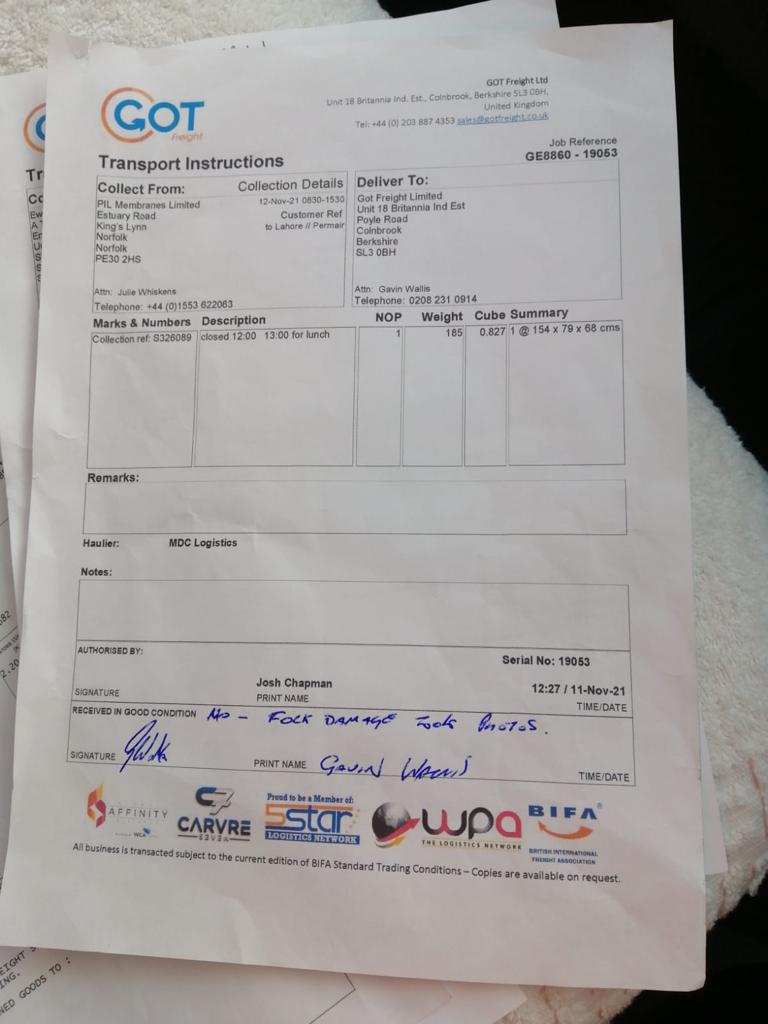 GOT
Freight
GOT Freight Ltd
Unit 18 Britannia Ind. Est., Colnbrook, Berkshire SL3 0BH,
United Kingdom
Tel: +44 (0) 203 887 4353 sales@gotfreight.co.uk
Job Reference
GE8860 - 19053
Transport Instructions
Collect From: Collection Details
PIL Membranes Limited 12-Nov-21 0830-1530
Estuary Road Customer Ref
King's Lynn to Lahore // Permair
Norfolk
Norfolk
PE30 2HS
Attn: Julie Whiskens
Telephone: +44 (0)1553 622063
Deliver To:
Got Freight Limited
Unit 18 Britannia Ind Est
Poyle Road
Colnbrook
Berkshire
SL3 0BH
Attn: Gavin Wallis
Telephone: 0208 231 0914
Marks & Numbers Description NOP Weight Cube Summary
Collection ref: S326089 closed 12:00 13:00 for lunch 1 185 0.827 1 @ 154 x 79 x 68 cms
Remarks:
Haulier: MDC Logistics
Notes:
AUTHORISED BY:
Serial No: 19053
Josh Chapman
12:27 / 11-Nov-21
SIGNATURE PRINT NAME TIME/DATE
RECEIVED IN GOOD CONDITION No - FOLK DAMAGE took PHOTOS.
SIGNATURE PRINT NAME GAVIN WALLIS TIME/DATE
AFFINITY
WCA
CARVRE
SEVEN
Proud to be a Member of:
5star
LOGISTICS NETWORK
wpa
THE LOGISTICS NETWORK
BIFA
BRITISH INTERNATIONAL
FREIGHT ASSOCIATION
All business is transacted subject to the current edition of BIFA Standard Trading Conditions – Copies are available on request.
EIGHT
ING.
NED GOODS TO :